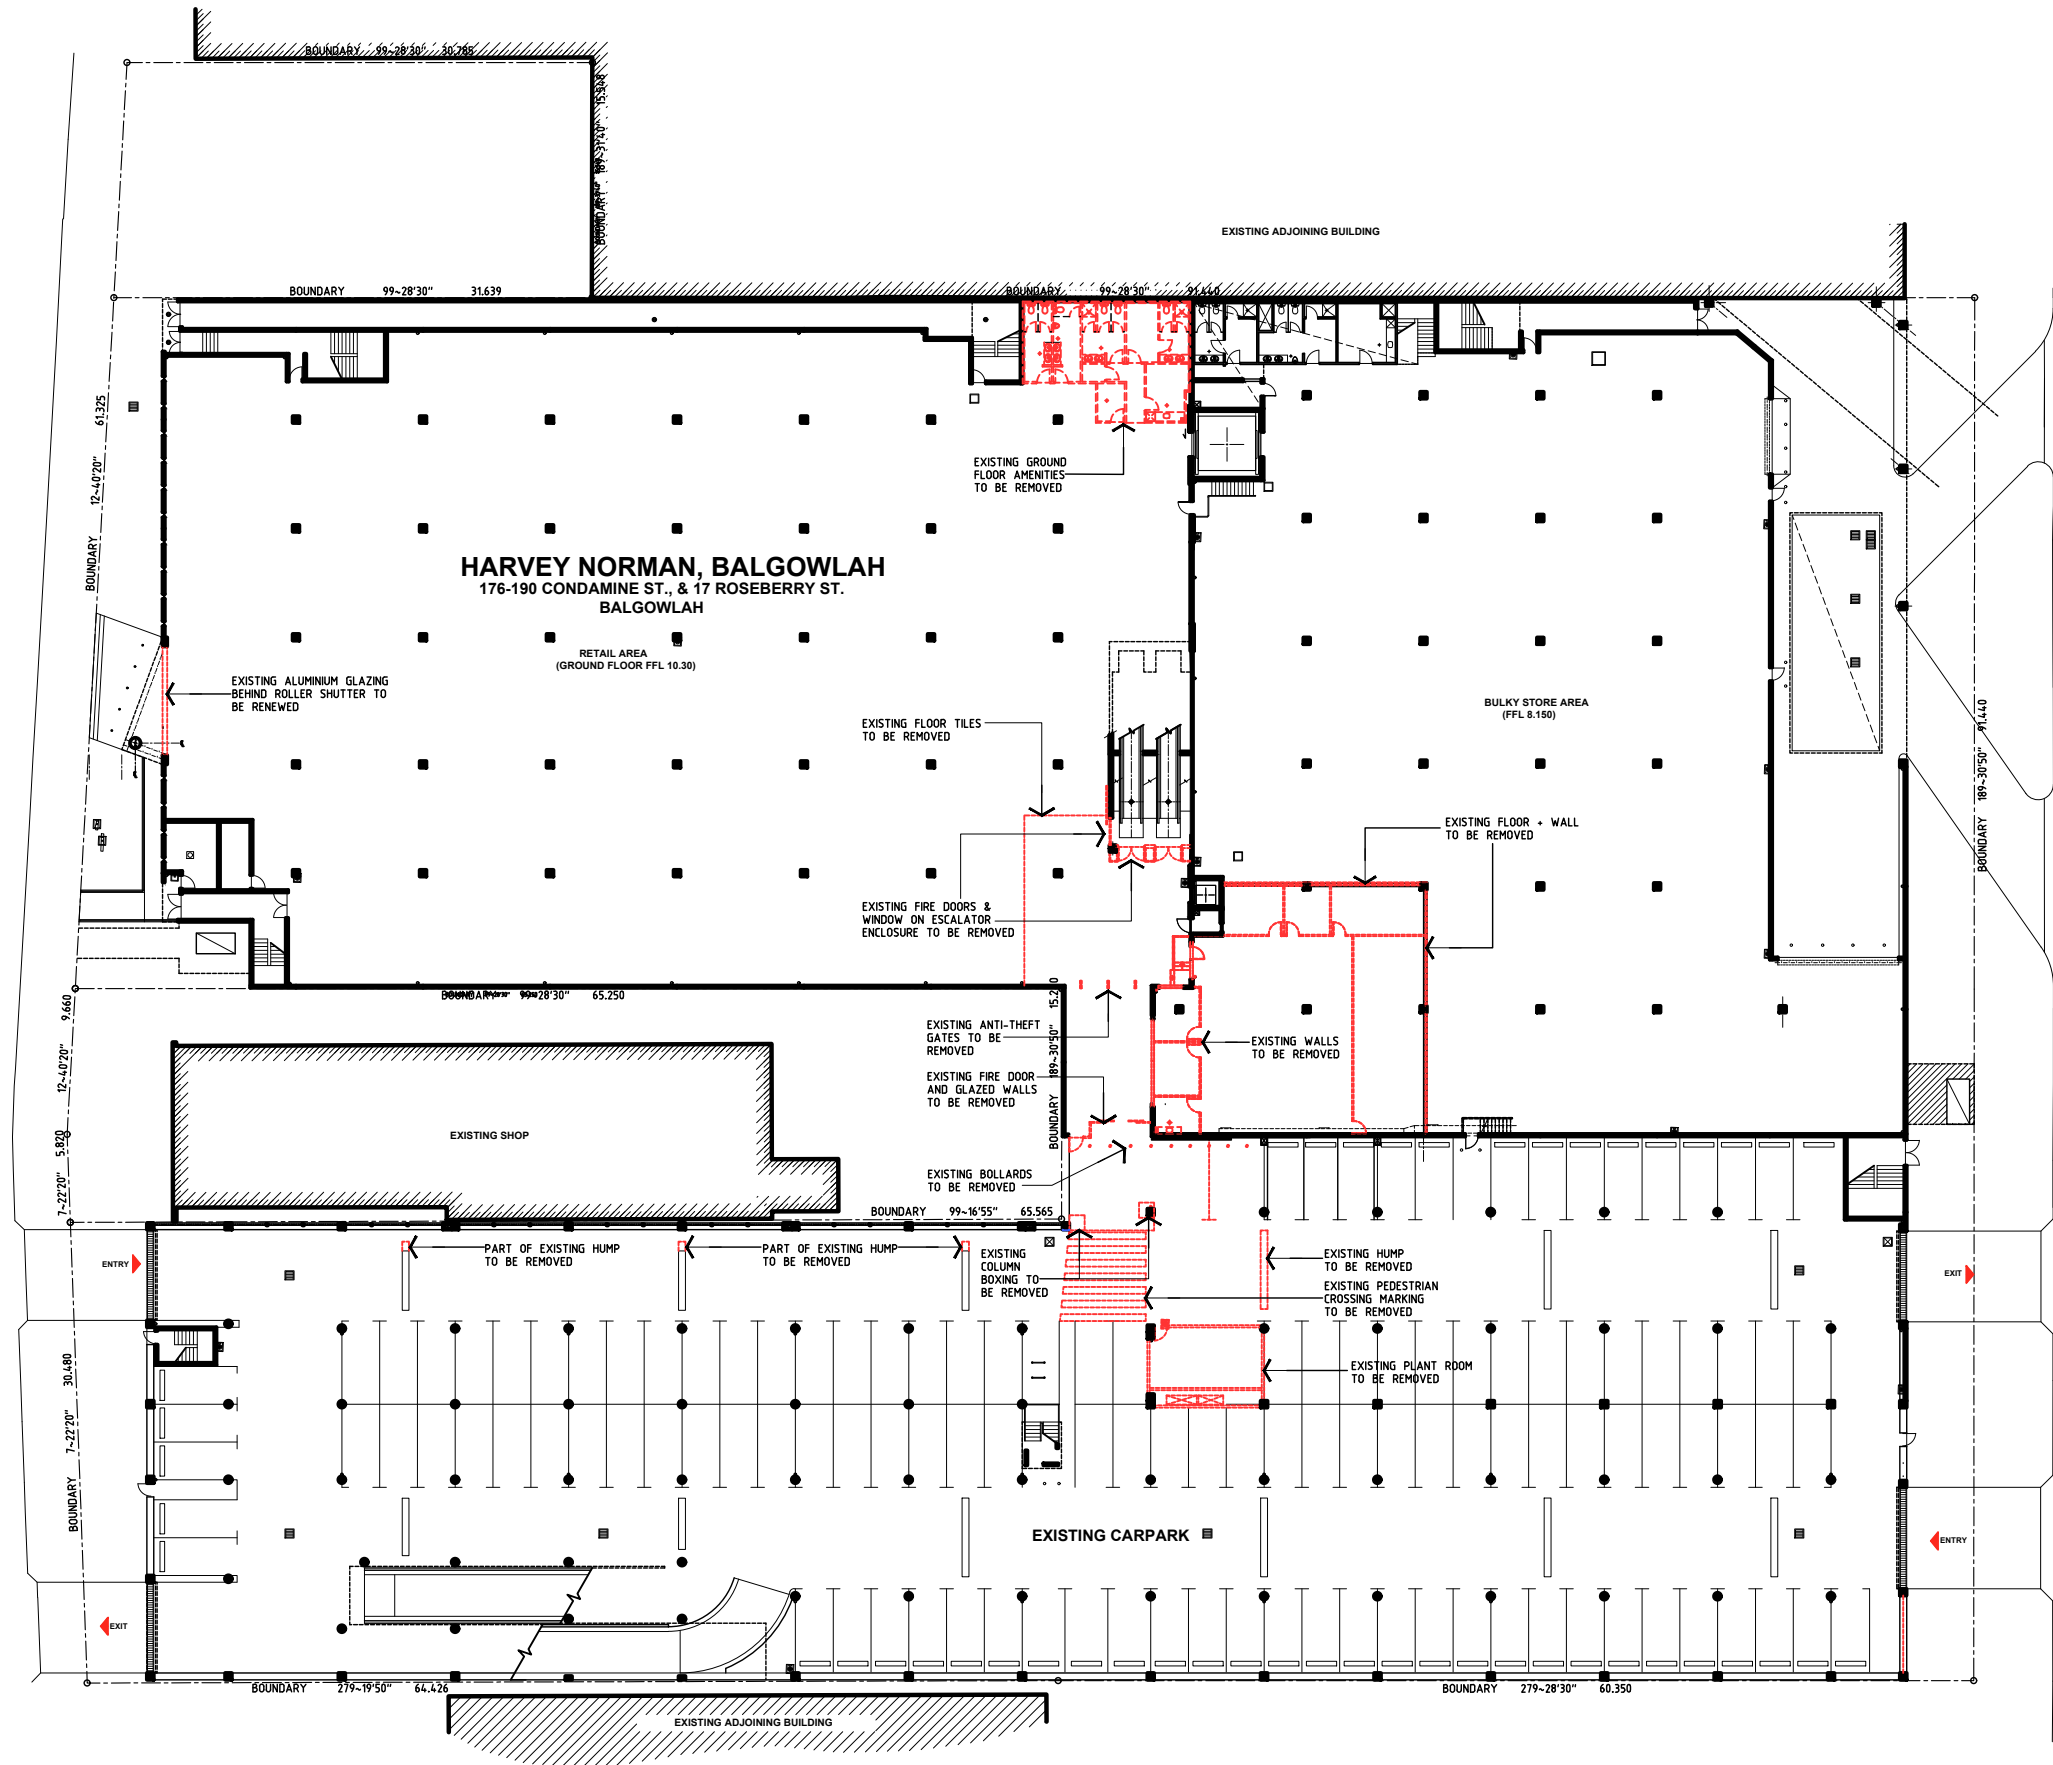 BOUNDARY 99~28'30" 30.785
BOUNDARY 189~31'40" 15.548
EXISTING ADJOINING BUILDING
BOUNDARY 99~28'30" 31.639
BOUNDARY 99~28'30" 91.440
BOUNDARY 12~40'20" 61.325
EXISTING GROUND
FLOOR AMENITIES
TO BE REMOVED
HARVEY NORMAN, BALGOWLAH
176-190 CONDAMINE ST., & 17 ROSEBERRY ST.
BALGOWLAH
RETAIL AREA
(GROUND FLOOR FFL 10.30)
EXISTING ALUMINIUM GLAZING
BEHIND ROLLER SHUTTER TO
BE RENEWED
EXISTING FLOOR TILES
TO BE REMOVED
BULKY STORE AREA
(FFL 8.150)
BOUNDARY 189~30'50" 91.440
EXISTING FLOOR + WALL
TO BE REMOVED
EXISTING FIRE DOORS &
WINDOW ON ESCALATOR
ENCLOSURE TO BE REMOVED
BOUNDARY 99~28'30" 65.250
12~40'20" 9.660
BOUNDARY 189~30'50"
EXISTING ANTI-THEFT
GATES TO BE
REMOVED
EXISTING WALLS
TO BE REMOVED
EXISTING FIRE DOOR
AND GLAZED WALLS
TO BE REMOVED
EXISTING SHOP
7~22'20" 5.820
EXISTING BOLLARDS
TO BE REMOVED
BOUNDARY 99~16'55" 65.565
ENTRY
PART OF EXISTING HUMP
TO BE REMOVED
PART OF EXISTING HUMP
TO BE REMOVED
EXISTING
COLUMN
BOXING TO
BE REMOVED
EXISTING HUMP
TO BE REMOVED
EXISTING PEDESTRIAN
CROSSING MARKING
TO BE REMOVED
EXIT
EXISTING PLANT ROOM
TO BE REMOVED
BOUNDARY 7~22'20" 30.480
EXISTING CARPARK
ENTRY
EXIT
BOUNDARY 279~19'50" 64.426
BOUNDARY 279~28'30" 60.350
EXISTING ADJOINING BUILDING